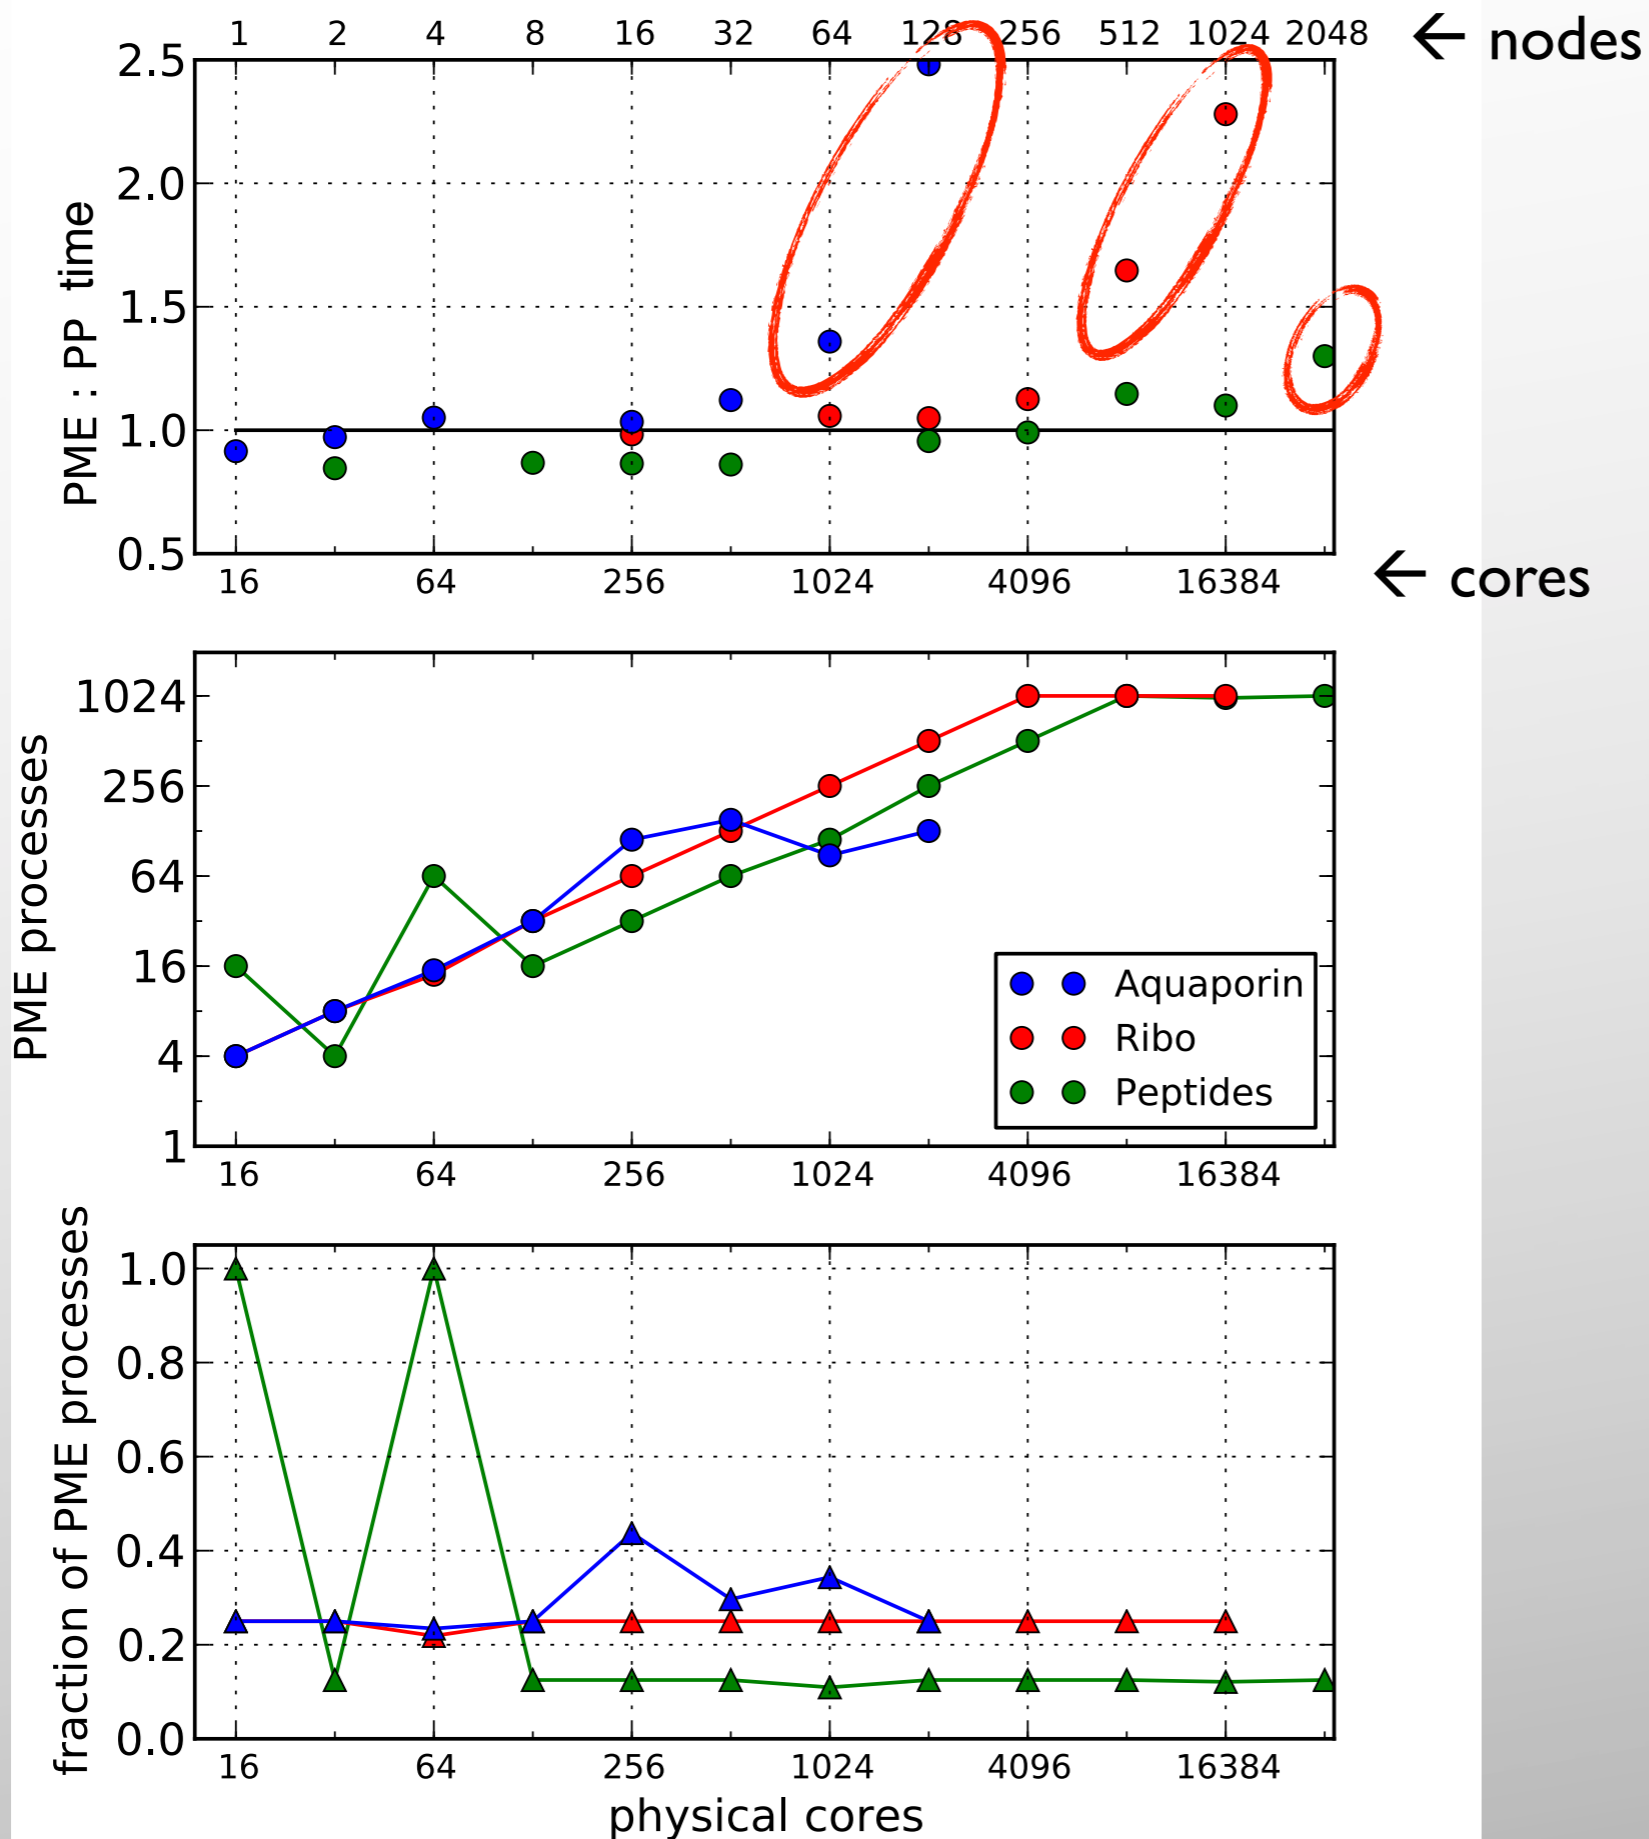 1 2 4 8 16 32 64 128 256 512 1024 2048 ← nodes
2.5
2.0
1.5
1.0
0.5
PME : PP time
16 64 256 1024 4096 16384 ← cores
1024
256
64
16
4
1
PME processes
Aquaporin
Ribo
Peptides
16 64 256 1024 4096 16384
1.0
0.8
0.6
0.4
0.2
0.0
fraction of PME processes
16 64 256 1024 4096 16384
physical cores